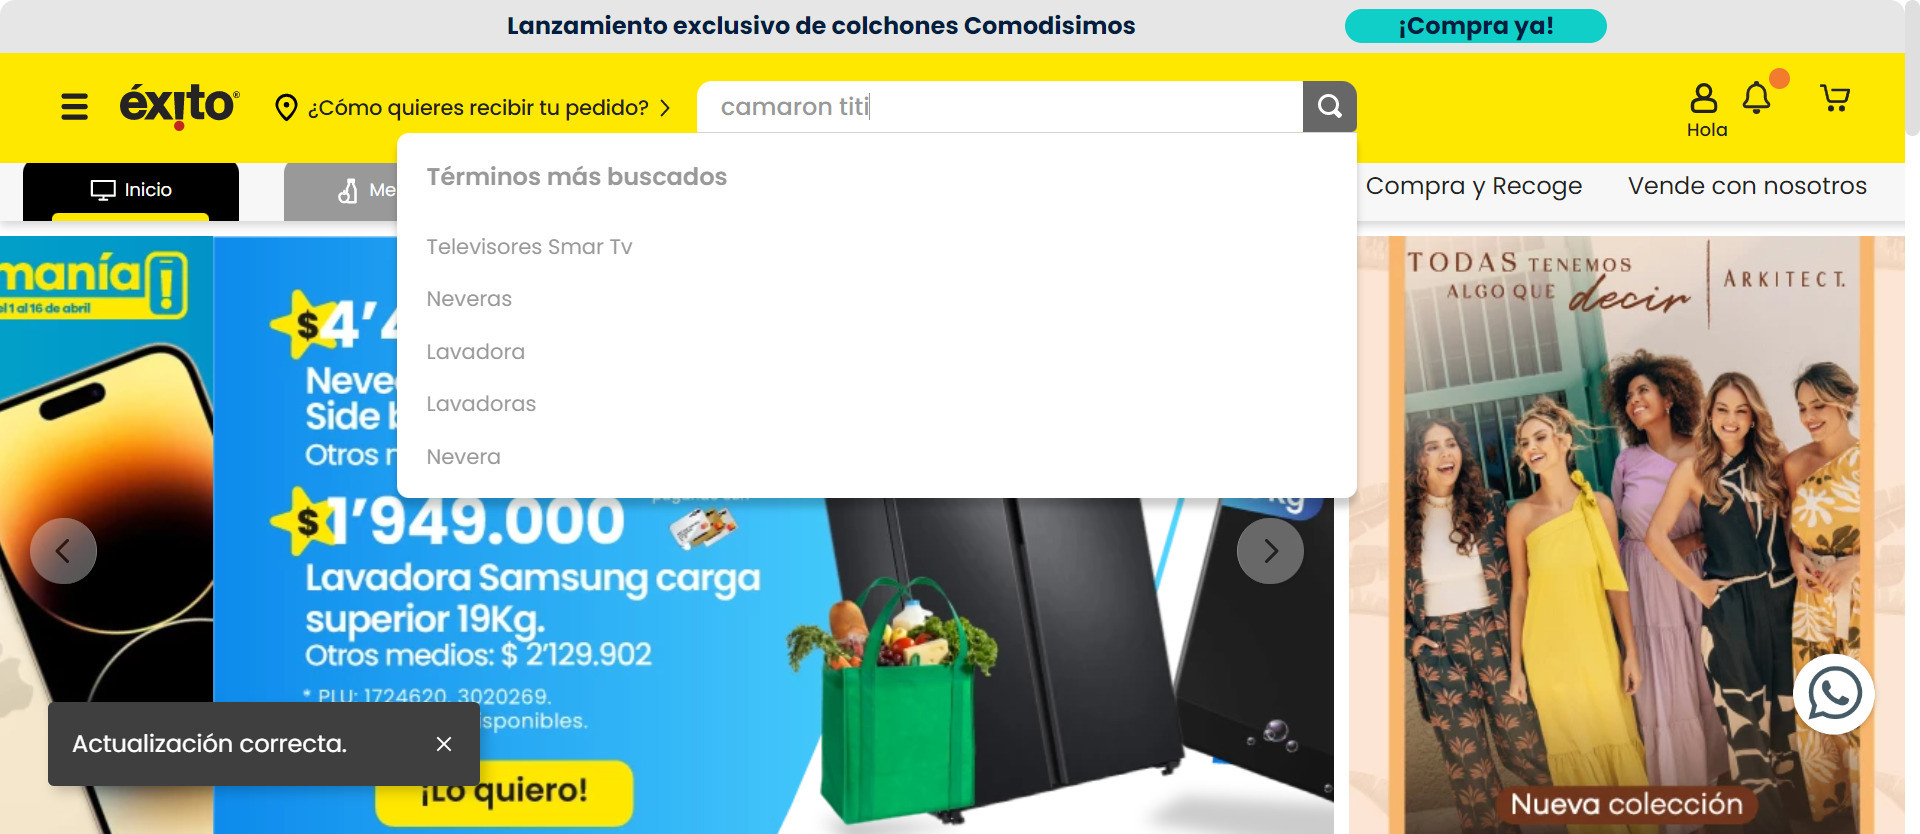 Lanzamiento exclusivo de colchones Comodisimos
¡Compra ya!
éxito®
¿Cómo quieres recibir tu pedido?
camaron titi
Hola
Inicio
Me
Términos más buscados
Televisores Smar Tv
Neveras
Lavadora
Lavadoras
Nevera
Compra y Recoge
Vende con nosotros
manía
el 1 al 16 de abril
$4'4
Neve
Side b
Otros
$1'949.000
Lavadora Samsung carga
superior 19Kg.
Otros medios: $ 2'129.902
* PLU: 1724620, 3020269.
isponibles.
¡Lo quiero!
Kg
TODAS TENEMOS
ALGO QUE decir
ARKITECT.
Nueva colección
Actualización correcta.